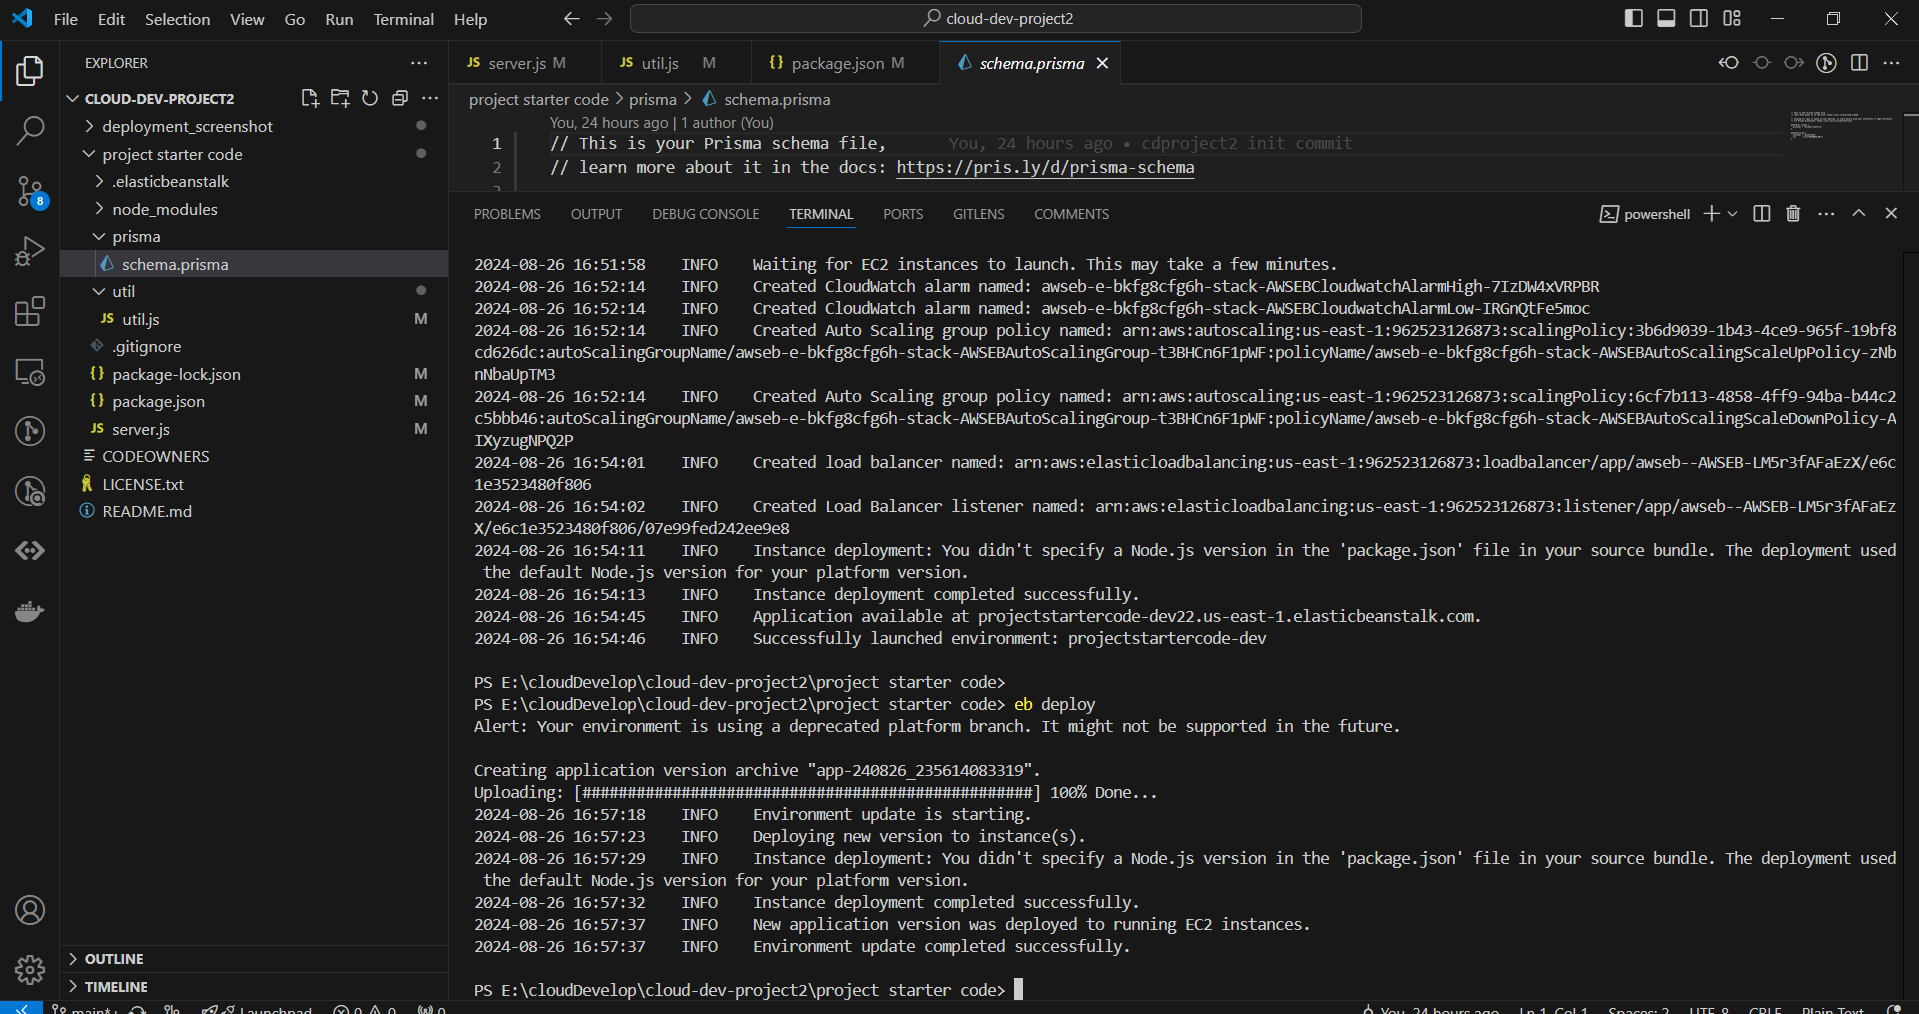 File Edit Selection View Go Run Terminal Help
cloud-dev-project2
EXPLORER
CLOUD-DEV-PROJECT2
deployment_screenshot
project starter code
.elasticbeanstalk
node_modules
prisma
schema.prisma
util
JS util.js M
.gitignore
{} package-lock.json M
{} package.json M
JS server.js M
CODEOWNERS
LICENSE.txt
README.md
OUTLINE
TIMELINE
8
JS server.js M
JS util.js M
{} package.json M
schema.prisma
project starter code > prisma > schema.prisma
You, 24 hours ago | 1 author (You)
1 // This is your Prisma schema file, You, 24 hours ago • cdproject2 init commit
2 // learn more about it in the docs: https://pris.ly/d/prisma-schema
PROBLEMS OUTPUT DEBUG CONSOLE TERMINAL PORTS GITLENS COMMENTS
powershell
2024-08-26 16:51:58 INFO Waiting for EC2 instances to launch. This may take a few minutes.
2024-08-26 16:52:14 INFO Created CloudWatch alarm named: awseb-e-bkfg8cfg6h-stack-AWSEBCloudwatchAlarmHigh-7IzDW4xVRPBR
2024-08-26 16:52:14 INFO Created CloudWatch alarm named: awseb-e-bkfg8cfg6h-stack-AWSEBCloudwatchAlarmLow-IRGnQtFe5moc
2024-08-26 16:52:14 INFO Created Auto Scaling group policy named: arn:aws:autoscaling:us-east-1:962523126873:scalingPolicy:3b6d9039-1b43-4ce9-965f-19bf8
cd626dc:autoScalingGroupName/awseb-e-bkfg8cfg6h-stack-AWSEBAutoScalingGroup-t3BHCn6F1pWF:policyName/awseb-e-bkfg8cfg6h-stack-AWSEBAutoScalingScaleUpPolicy-zNb
nNbaUpTM3
2024-08-26 16:52:14 INFO Created Auto Scaling group policy named: arn:aws:autoscaling:us-east-1:962523126873:scalingPolicy:6cf7b113-4858-4ff9-94ba-b44c2
c5bbb46:autoScalingGroupName/awseb-e-bkfg8cfg6h-stack-AWSEBAutoScalingGroup-t3BHCn6F1pWF:policyName/awseb-e-bkfg8cfg6h-stack-AWSEBAutoScalingScaleDownPolicy-A
IXyzugNPQ2P
2024-08-26 16:54:01 INFO Created load balancer named: arn:aws:elasticloadbalancing:us-east-1:962523126873:loadbalancer/app/awseb--AWSEB-LM5r3fAFaEzX/e6c
1e3523480f806
2024-08-26 16:54:02 INFO Created Load Balancer listener named: arn:aws:elasticloadbalancing:us-east-1:962523126873:listener/app/awseb--AWSEB-LM5r3fAFaEz
X/e6c1e3523480f806/07e99fed242ee9e8
2024-08-26 16:54:11 INFO Instance deployment: You didn't specify a Node.js version in the 'package.json' file in your source bundle. The deployment used
the default Node.js version for your platform version.
2024-08-26 16:54:13 INFO Instance deployment completed successfully.
2024-08-26 16:54:45 INFO Application available at projectstartercode-dev22.us-east-1.elasticbeanstalk.com.
2024-08-26 16:54:46 INFO Successfully launched environment: projectstartercode-dev
PS E:\cloudDevelop\cloud-dev-project2\project starter code>
PS E:\cloudDevelop\cloud-dev-project2\project starter code> eb deploy
Alert: Your environment is using a deprecated platform branch. It might not be supported in the future.
Creating application version archive "app-240826_235614083319".
Uploading: [##################################################] 100% Done...
2024-08-26 16:57:18 INFO Environment update is starting.
2024-08-26 16:57:23 INFO Deploying new version to instance(s).
2024-08-26 16:57:29 INFO Instance deployment: You didn't specify a Node.js version in the 'package.json' file in your source bundle. The deployment used
the default Node.js version for your platform version.
2024-08-26 16:57:32 INFO Instance deployment completed successfully.
2024-08-26 16:57:37 INFO New application version was deployed to running EC2 instances.
2024-08-26 16:57:37 INFO Environment update completed successfully.
PS E:\cloudDevelop\cloud-dev-project2\project starter code>
main*+ Launchpad 0 0 0 You, 24 hours ago Ln 1, Col 1 Spaces: 2 UTF-8 CRLF Plain Text